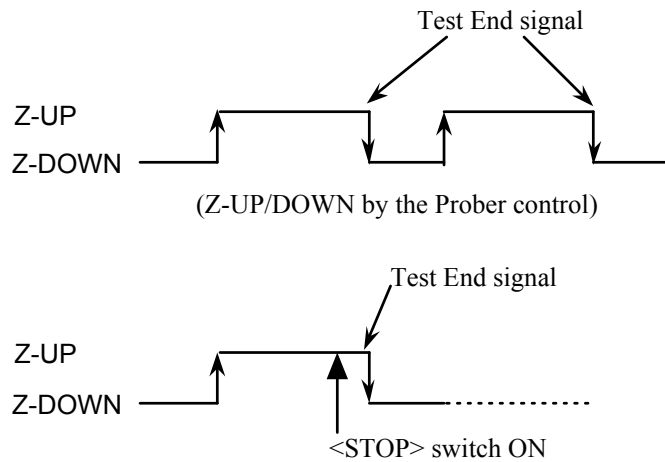 Test End signal
Z-UP
Z-DOWN
(Z-UP/DOWN by the Prober control)
Test End signal
Z-UP
Z-DOWN
<STOP> switch ON